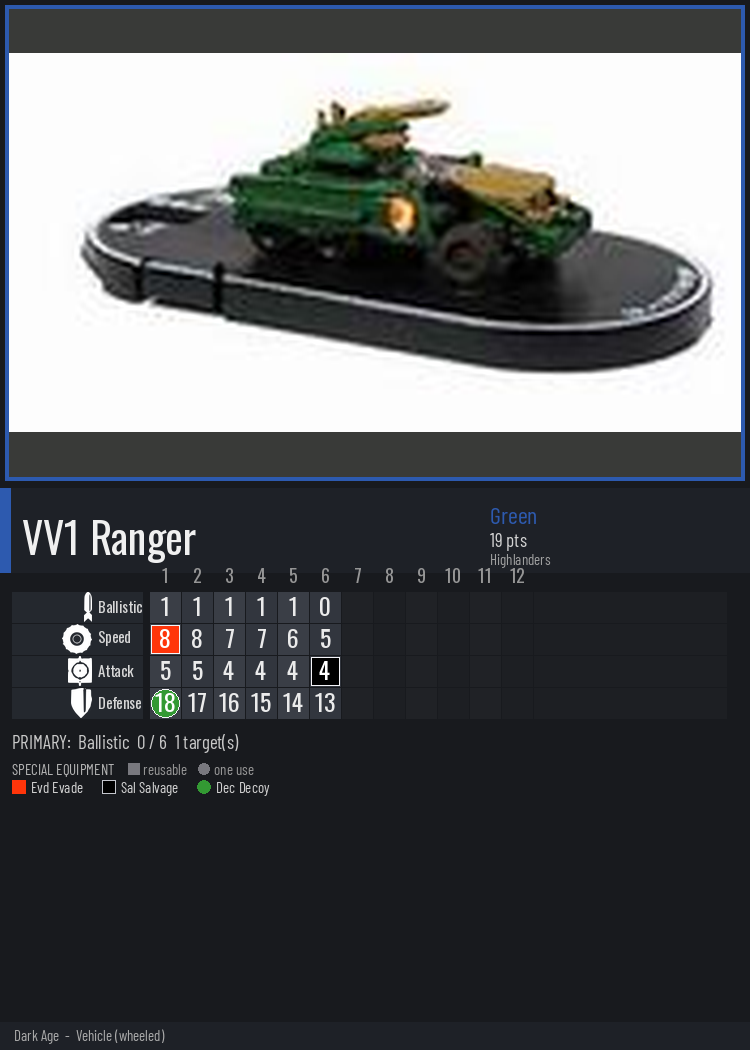 VV1 Ranger
Green
19 pts
Highlanders
1 2 3 4 5 6 7 8 9 10 11 12
Ballistic 1 1 1 1 1 0
Speed 8 8 7 7 6 5
Attack 5 5 4 4 4 4
Defense 18 17 16 15 14 13
PRIMARY: Ballistic 0 / 6 1 target(s)
SPECIAL EQUIPMENT reusable one use
Evd Evade Sal Salvage Dec Decoy
Dark Age - Vehicle (wheeled)